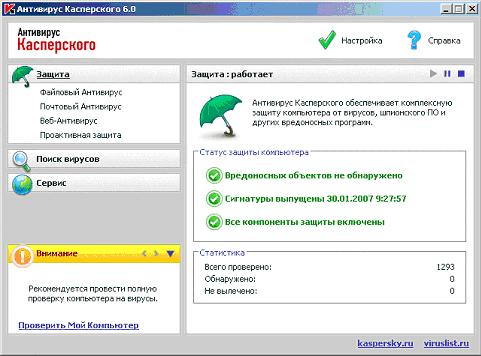 Антивирус Касперского 6.0
Антивирус
Касперского
Настройка
Справка
Защита
Файловый Антивирус
Почтовый Антивирус
Веб-Антивирус
Проактивная защита
Поиск вирусов
Сервис
Внимание
Рекомендуется провести полную
проверку компьютера на вирусы.
Проверить Мой Компьютер
Защита : работает
Антивирус Касперского обеспечивает комплексную
защиту компьютера от вирусов, шпионского ПО и
других вредоносных программ.
Статус защиты компьютера
Вредоносных объектов не обнаружено
Сигнатуры выпущены 30.01.2007 9:27:57
Все компоненты защиты включены
Статистика
Всего проверено: 1293
Обнаружено: 0
Не вылечено: 0
kaspersky.ru viruslist.ru